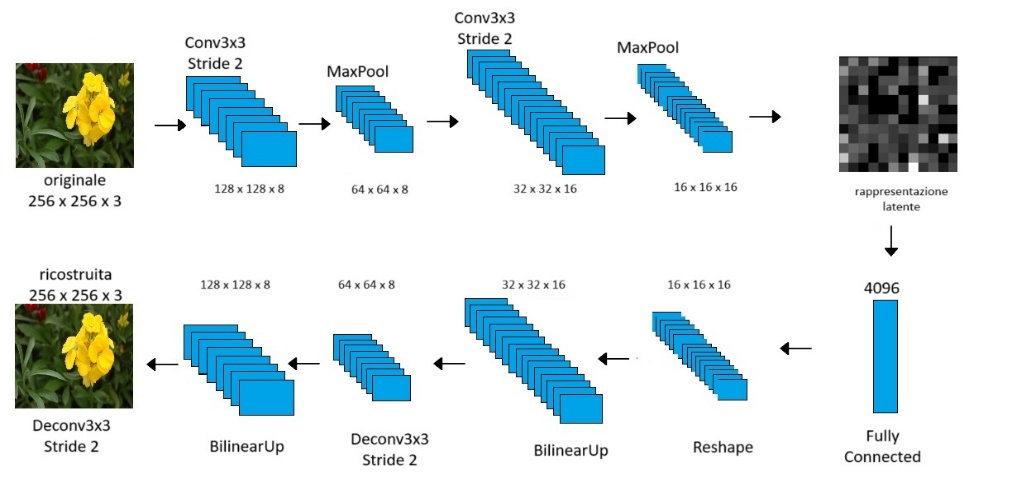 Conv3x3
Stride 2
MaxPool
Conv3x3
Stride 2
MaxPool
originale
256 x 256 x 3
128 x 128 x 8
64 x 64 x 8
32 x 32 x 16
16 x 16 x 16
rappresentazione
latente
ricostruita
256 x 256 x 3
128 x 128 x 8
64 x 64 x 8
32 x 32 x 16
16 x 16 x 16
4096
Deconv3x3
Stride 2
BilinearUp
Deconv3x3
Stride 2
BilinearUp
Reshape
Fully
Connected